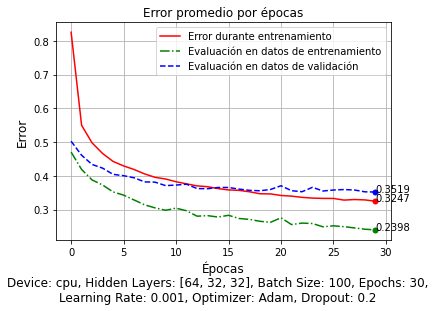 Error promedio por épocas
Error durante entrenamiento
Evaluación en datos de entrenamiento
Evaluación en datos de validación
Error
0.8
0.7
0.6
0.5
0.4
0.3
0.3519
0.3247
0.2398
0 5 10 15 20 25 30
Épocas
Device: cpu, Hidden Layers: [64, 32, 32], Batch Size: 100, Epochs: 30,
Learning Rate: 0.001, Optimizer: Adam, Dropout: 0.2